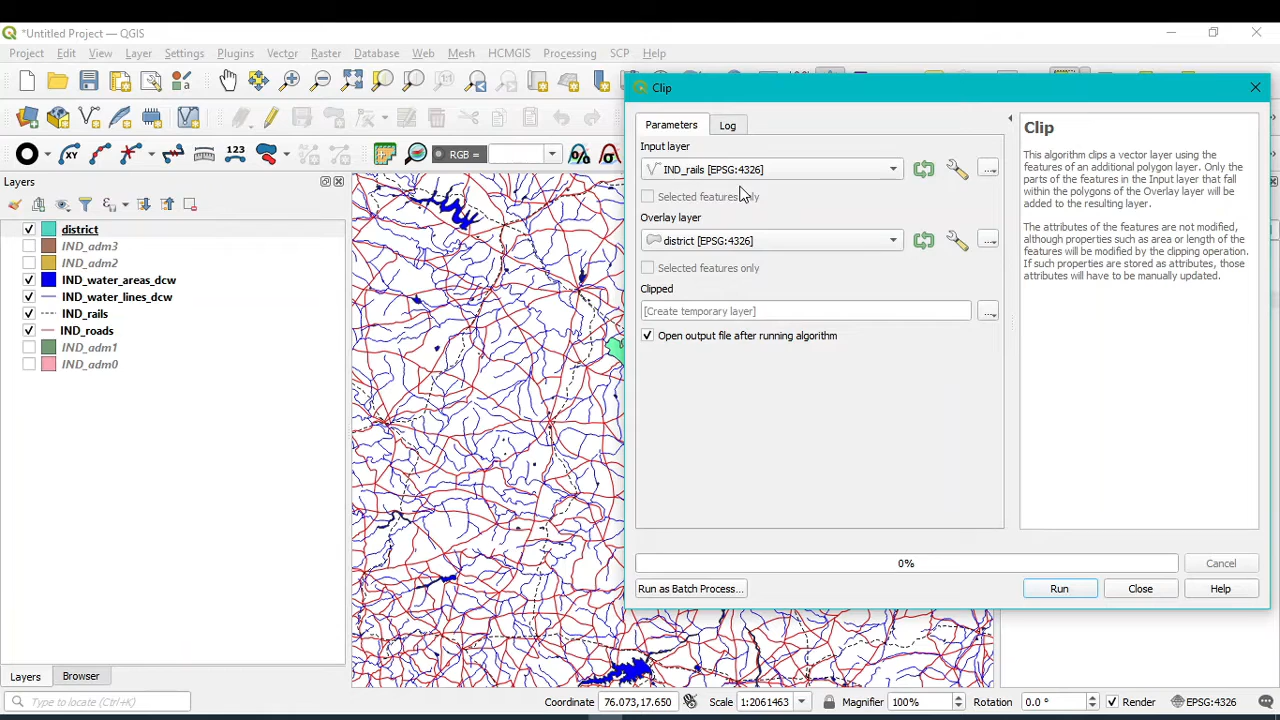 *Untitled Project — QGIS
Project Edit View Layer Settings Plugins Vector Raster Database Web Mesh HCMGIS Processing SCP Help
RGB =
123
Layers
district
IND_adm3
IND_adm2
IND_water_areas_dcw
IND_water_lines_dcw
IND_rails
IND_roads
IND_adm1
IND_adm0
Layers Browser
Clip
Parameters Log
Input layer
IND_rails [EPSG:4326]
Selected features only
Overlay layer
district [EPSG:4326]
Selected features only
Clipped
[Create temporary layer]
Open output file after running algorithm
Clip
This algorithm clips a vector layer using the
features of an additional polygon layer. Only the
parts of the features in the Input layer that fall
within the polygons of the Overlay layer will be
added to the resulting layer.
The attributes of the features are not modified,
although properties such as area or length of the
features will be modified by the clipping operation.
If such properties are stored as attributes, those
attributes will have to be manually updated.
0%
Cancel
Run as Batch Process...
Run Close Help
Type to locate (Ctrl+K)
Coordinate 76.073,17.650 Scale 1:2061463 Magnifier 100% Rotation 0.0 ° Render EPSG:4326